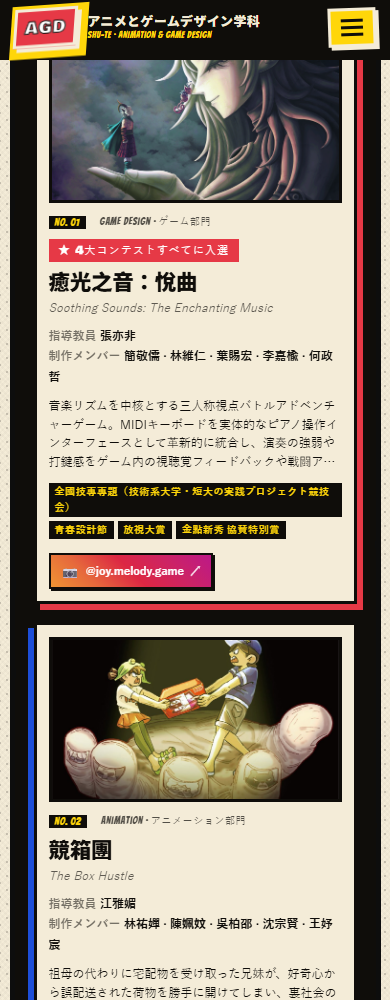 AGD
アニメとゲームデザイン学科
SHU-TE • ANIMATION & GAME DESIGN
NO. 01
GAME DESIGN • ゲーム部門
★ 4大コンテストすべてに入選
癒光之音：悅曲
Soothing Sounds: The Enchanting Music
指導教員 張亦非
制作メンバー 簡敬儒 · 林維仁 · 葉賜宏 · 李嘉楡 · 何政
哲
音楽リズムを中核とする三人称視点バトルアドベンチ
ャーゲーム。MIDIキーボードを実体的なピアノ操作イ
ンターフェースとして革新的に統合し、演奏の強弱や
打鍵感をゲーム内の視聴覚フィードバックや戦闘ア…
全國技専專題（技術系大学・短大の実践プロジェクト競技
会）
青春設計節
放視大賞
金點新秀 協賛特別賞
@joy.melody.game ↗
NO. 02
ANIMATION • アニメーション部門
競箱團
The Box Hustle
指導教員 江雅媚
制作メンバー 林祐嬋 · 陳姵妏 · 吳柏邵 · 沈宗賢 · 王妤
宸
祖母の代わりに宅配物を受け取った兄妹が、好奇心か
ら誤配送された荷物を勝手に開けてしまい、裏社会の